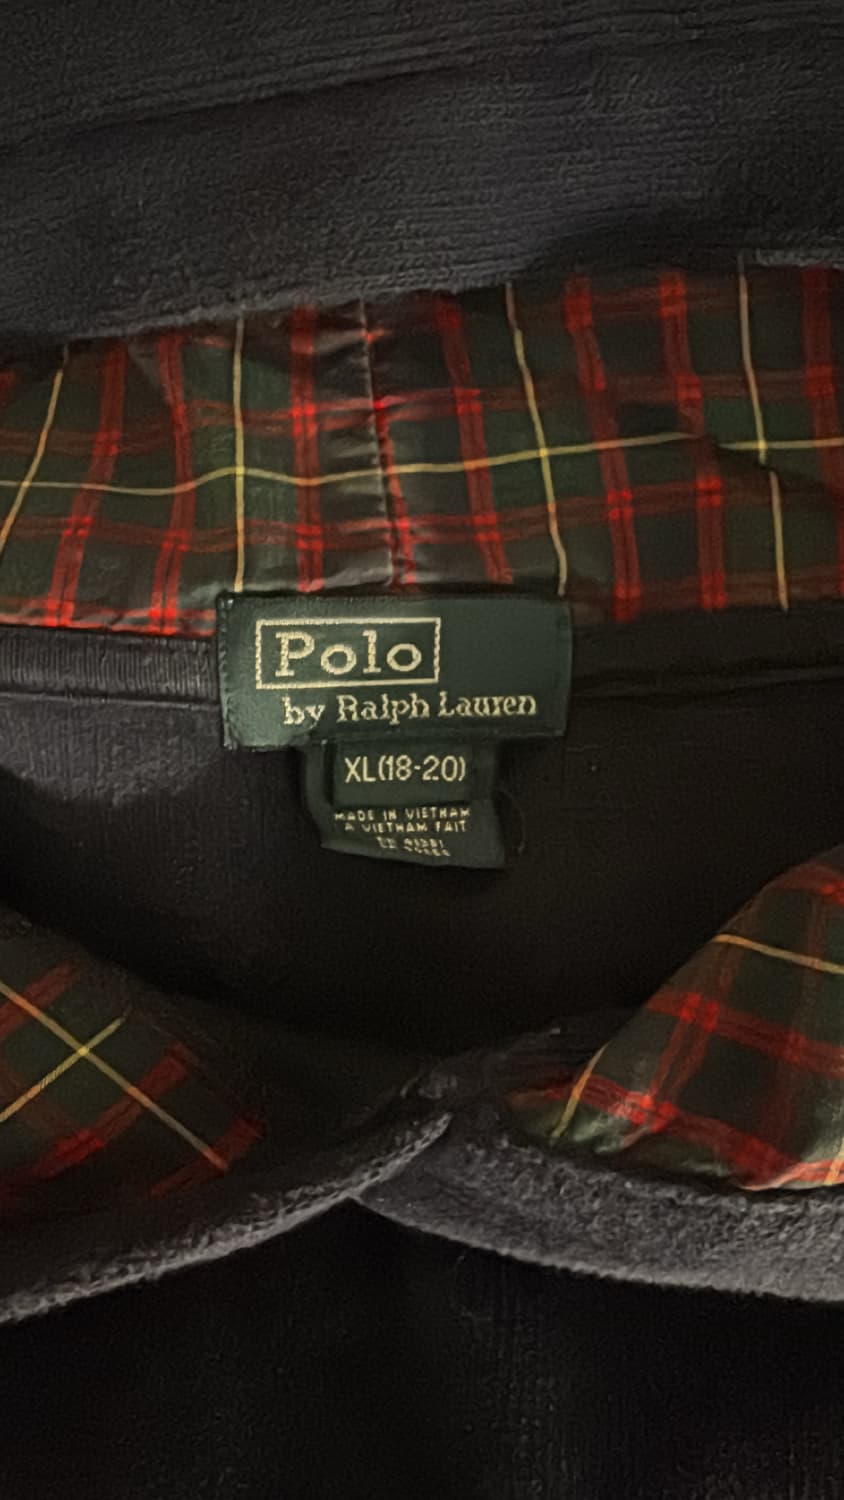 Polo
by Ralph Lauren
XL(18-20)
MADE IN VIETNAM
A VIETNAM FAIT